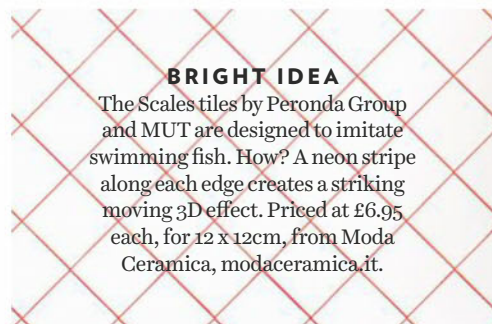 BRIGHT IDEA
The Scales tiles by Peronda Group
and MUT are designed to imitate
swimming fish. How? A neon stripe
along each edge creates a striking
moving 3D effect. Priced at £6.95
each, for 12 x 12cm, from Moda
Ceramica, modaceramica.it.